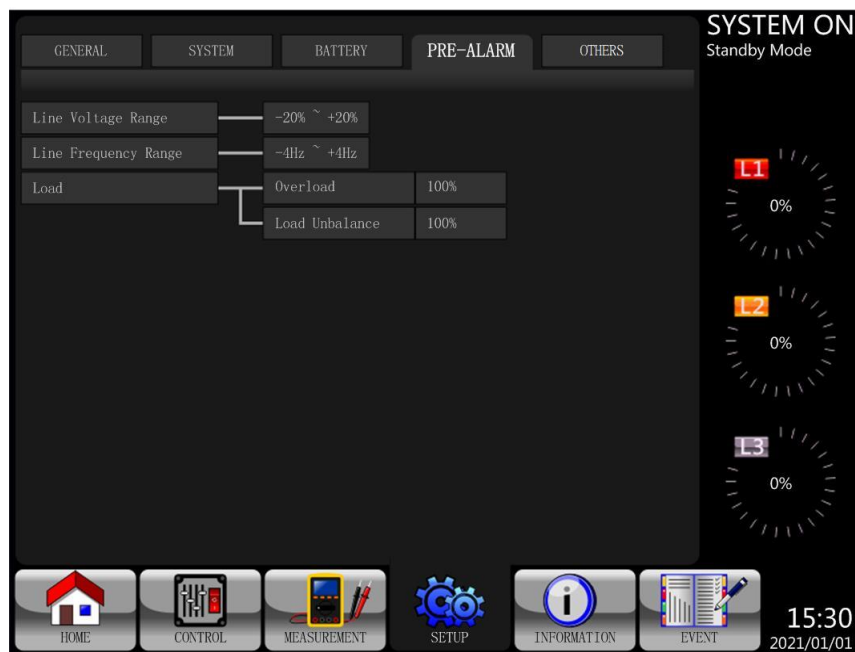 GENERAL SYSTEM BATTERY PRE-ALARM OTHERS
SYSTEM ON
Standby Mode
Line Voltage Range -20% ~ +20%
Line Frequency Range -4Hz ~ +4Hz
Load Overload 100%
Load Unbalance 100%
L1
0%
L2
0%
L3
0%
HOME CONTROL MEASUREMENT SETUP INFORMATION EVENT
15:30
2021/01/01